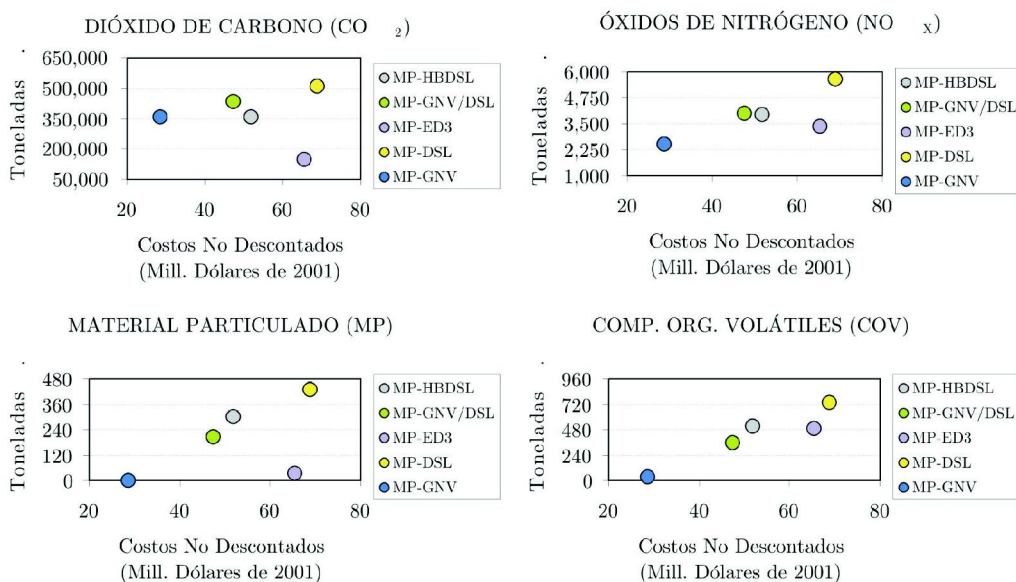 DIÓXIDO DE CARBONO (CO 2)
Toneladas
650,000
500,000
350,000
200,000
50,000
20 40 60 80
Costos No Descontados
(Mill. Dólares de 2001)
MP-HBDSL
MP-GNV/DSL
MP-ED3
MP-DSL
MP-GNV
ÓXIDOS DE NITRÓGENO (NO X)
Toneladas
6,000
4,750
3,500
2,250
1,000
20 40 60 80
Costos No Descontados
(Mill. Dólares de 2001)
MP-HBDSL
MP-GNV/DSL
MP-ED3
MP-DSL
MP-GNV
MATERIAL PARTICULADO (MP)
Toneladas
480
360
240
120
0
20 40 60 80
Costos No Descontados
(Mill. Dólares de 2001)
MP-HBDSL
MP-GNV/DSL
MP-ED3
MP-DSL
MP-GNV
COMP. ORG. VOLÁTILES (COV)
Toneladas
960
720
480
240
0
20 40 60 80
Costos No Descontados
(Mill. Dólares de 2001)
MP-HBDSL
MP-GNV/DSL
MP-ED3
MP-DSL
MP-GNV